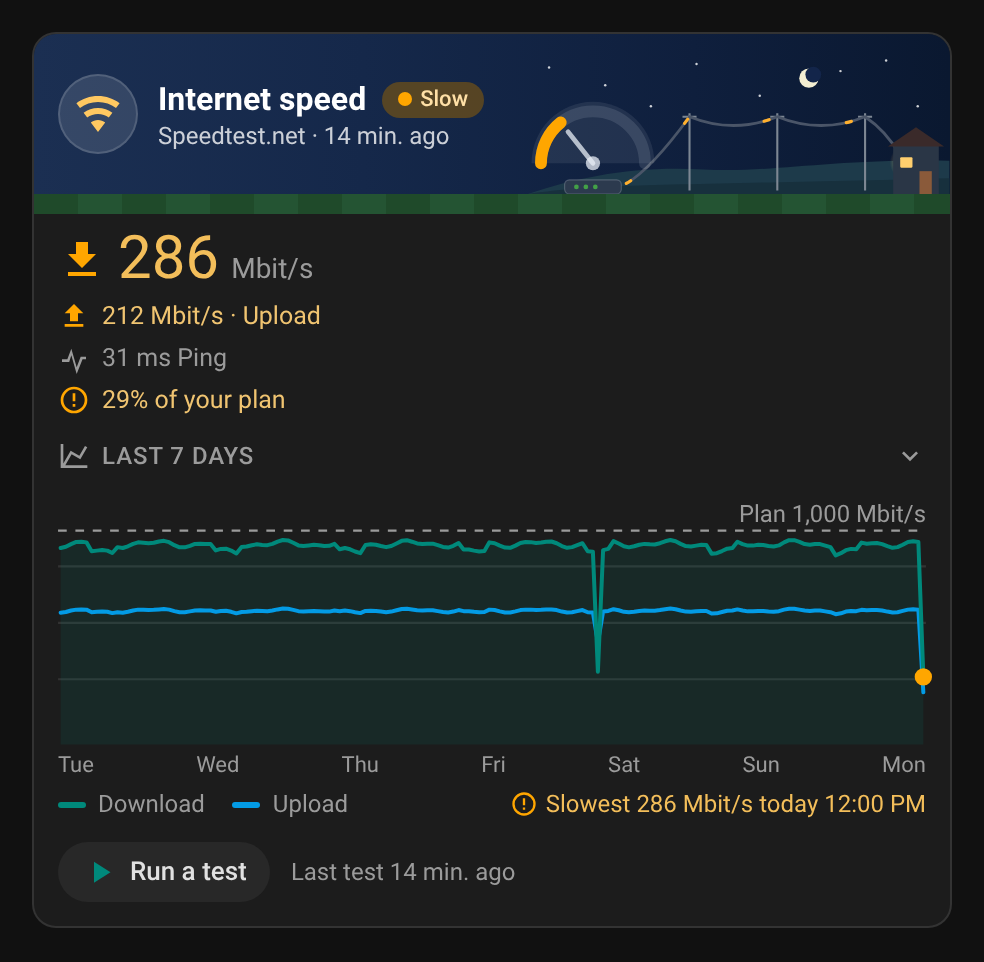 Internet speed
Slow
Speedtest.net · 14 min. ago
286 Mbit/s
212 Mbit/s · Upload
31 ms Ping
29% of your plan
LAST 7 DAYS
Plan 1,000 Mbit/s
Tue Wed Thu Fri Sat Sun Mon
Download Upload Slowest 286 Mbit/s today 12:00 PM
Run a test Last test 14 min. ago